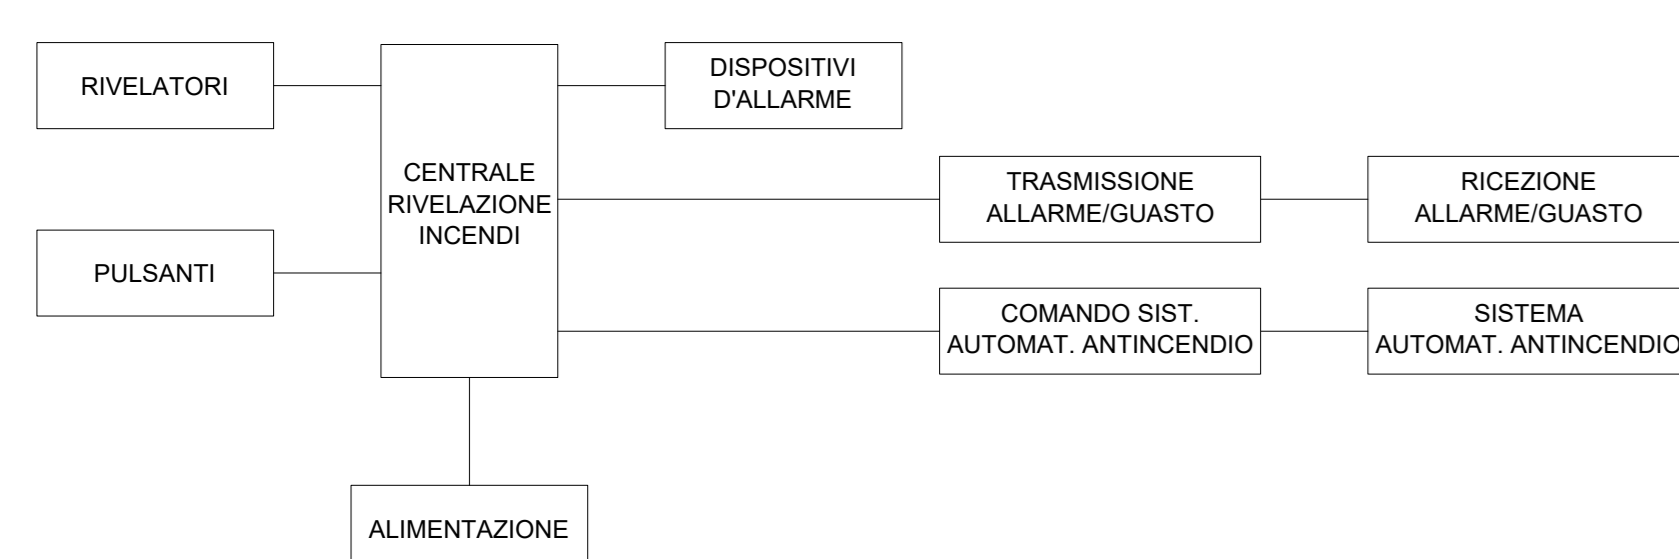 RIVELATORI
DISPOSITIVI
D'ALLARME
CENTRALE
RIVELAZIONE
INCENDI
TRASMISSIONE
ALLARME/GUASTO
RICEZIONE
ALLARME/GUASTO
PULSANTI
COMANDO SIST.
AUTOMAT. ANTINCENDIO
SISTEMA
AUTOMAT. ANTINCENDIO
ALIMENTAZIONE